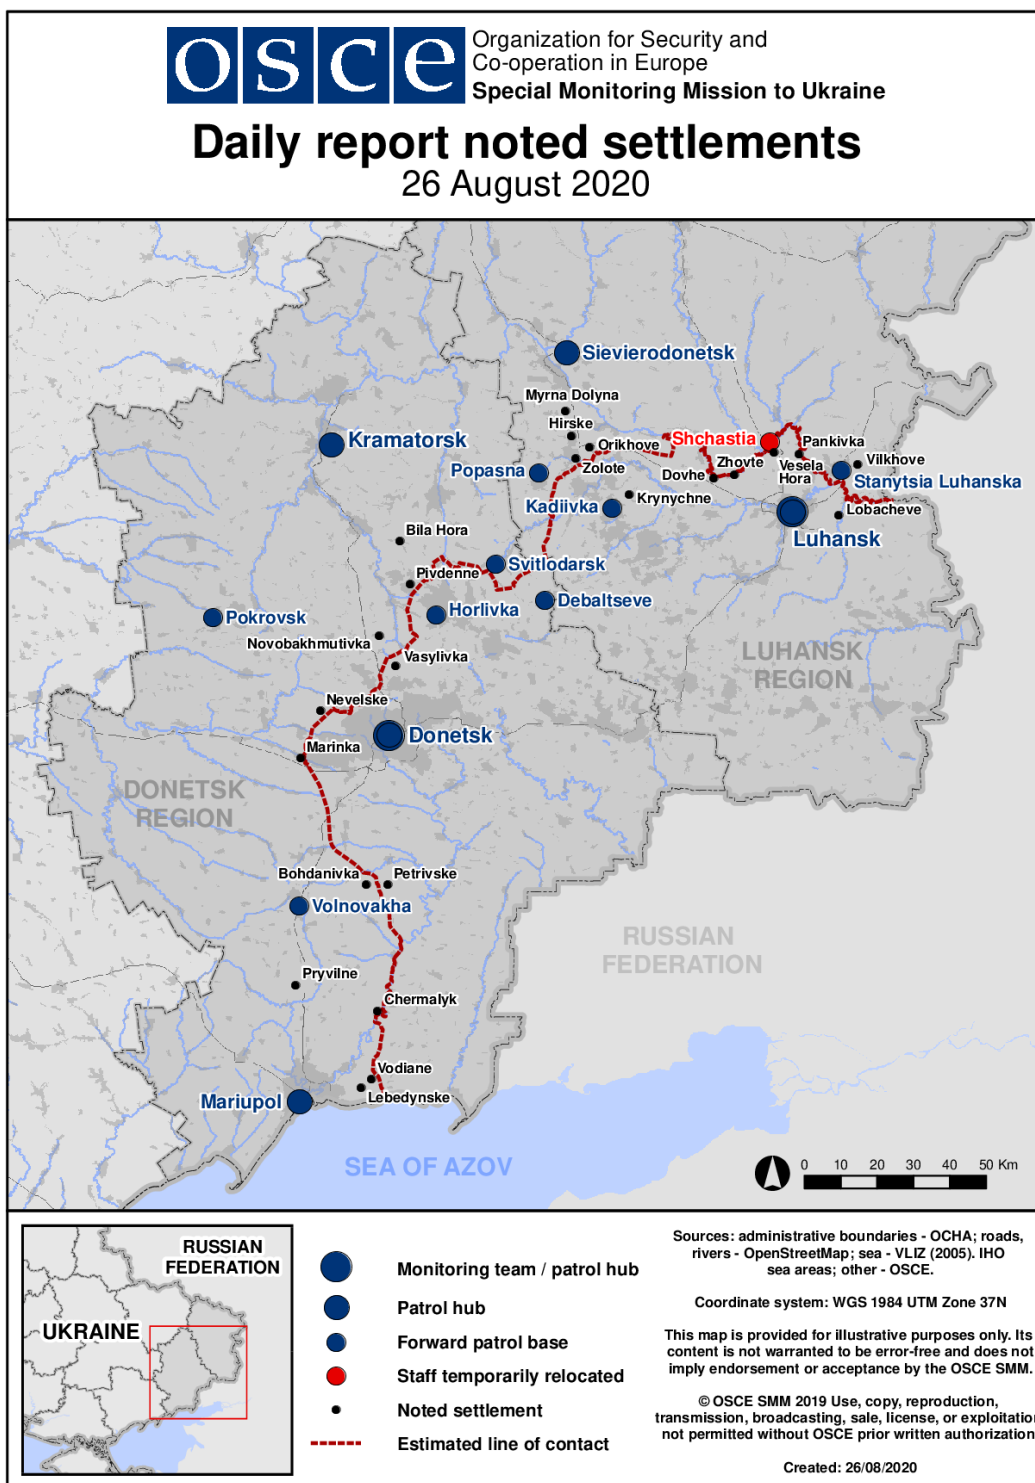 osce
Organization for Security and
Co-operation in Europe
Special Monitoring Mission to Ukraine
Daily report noted settlements
26 August 2020
Sievierodonetsk
Myrna Dolyna
Hirske
Kramatorsk
Orikhove
Shchastia
Pankivka
Popasna
Zolote
Zhovte
Vesela
Hora
Vilkhove
Dovhe
Stanytsia Luhanska
Kadiivka
Krynychne
Lobacheve
Luhansk
Bila Hora
Svitlodarsk
Pivdenne
Debaltseve
Horlivka
Pokrovsk
Novobakhmutivka
Vasylivka
LUHANSK
REGION
Nevelske
Donetsk
Marinka
DONETSK
REGION
Bohdanivka
Petrivske
Volnovakha
RUSSIAN
FEDERATION
Pryvilne
Chermalyk
Vodiane
Lebedynske
Mariupol
SEA OF AZOV
0 10 20 30 40 50 Km
RUSSIAN
FEDERATION
UKRAINE
Monitoring team / patrol hub
Patrol hub
Forward patrol base
Staff temporarily relocated
Noted settlement
Estimated line of contact
Sources: administrative boundaries - OCHA; roads,
rivers - OpenStreetMap; sea - VLIZ (2005). IHO
sea areas; other - OSCE.
Coordinate system: WGS 1984 UTM Zone 37N
This map is provided for illustrative purposes only. Its
content is not warranted to be error-free and does not
imply endorsement or acceptance by the OSCE SMM.
© OSCE SMM 2019 Use, copy, reproduction,
transmission, broadcasting, sale, license, or exploitation
not permitted without OSCE prior written authorization
Created: 26/08/2020